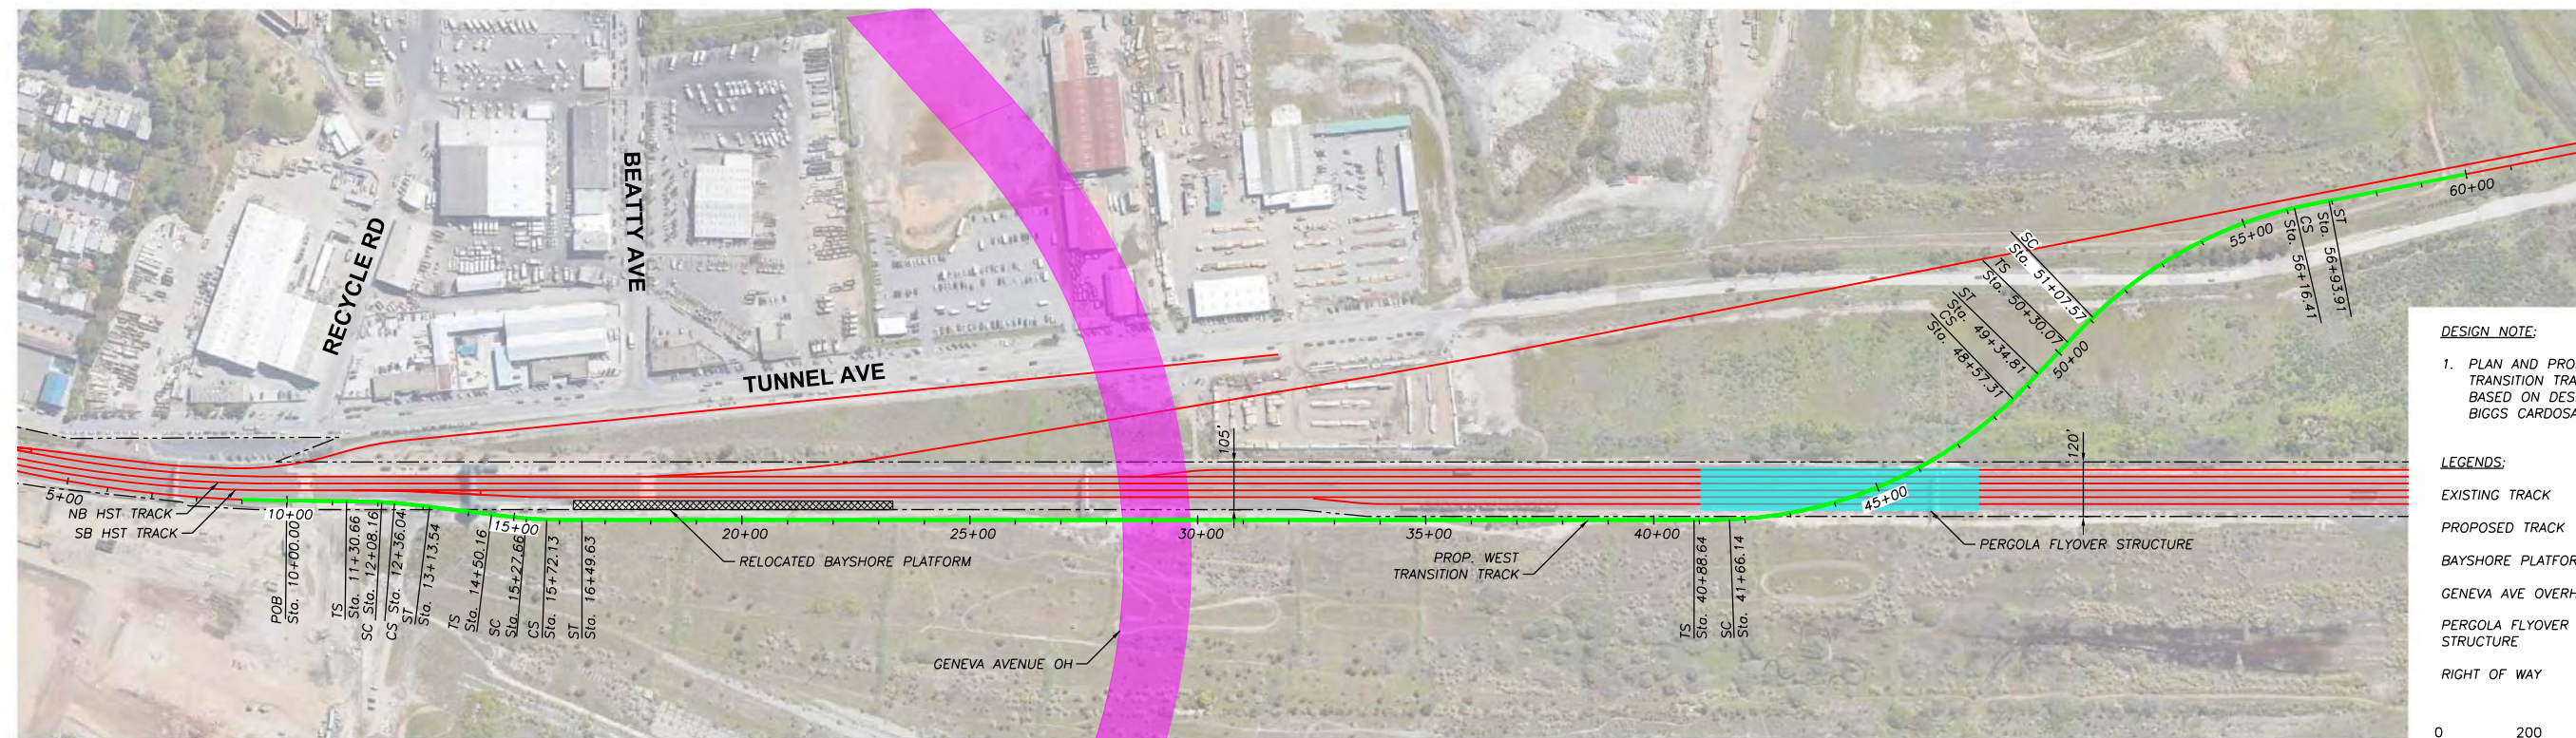 RECYCLE RD
BEATTY AVE
TUNNEL AVE
5+00
NB HST TRACK
SB HST TRACK
10+00
POB
Sta. 10+00.00
TS
Sta. 11+30.66
SC Sta. 12+08.16
CS Sta. 12+36.04
ST
Sta. 13+13.54
TS
Sta. 14+50.16
SC
Sta. 15+27.66
15+00
CS
Sta. 15+72.13
ST
Sta. 16+49.63
20+00
RELOCATED BAYSHORE PLATFORM
25+00
GENEVA AVENUE OH
30+00
105'
35+00
PROP. WEST
TRANSITION TRACK
40+00
TS
Sta. 40+88.64
SC
Sta. 41+66.14
45+00
PERGOLA FLYOVER STRUCTURE
120'
CS
Sta. 48+57.31
ST
Sta. 49+34.81
50+00
TS
Sta. 50+30.07
SC
Sta. 51+07.57
55+00
CS
Sta. 56+16.41
ST
Sta. 56+93.91
60+00
DESIGN NOTE:
1. PLAN AND PRO
TRANSITION TRA
BASED ON DES
BIGGS CARDOSA
LEGENDS:
EXISTING TRACK
PROPOSED TRACK
BAYSHORE PLATFOR
GENEVA AVE OVERH
PERGOLA FLYOVER
STRUCTURE
RIGHT OF WAY
0 200